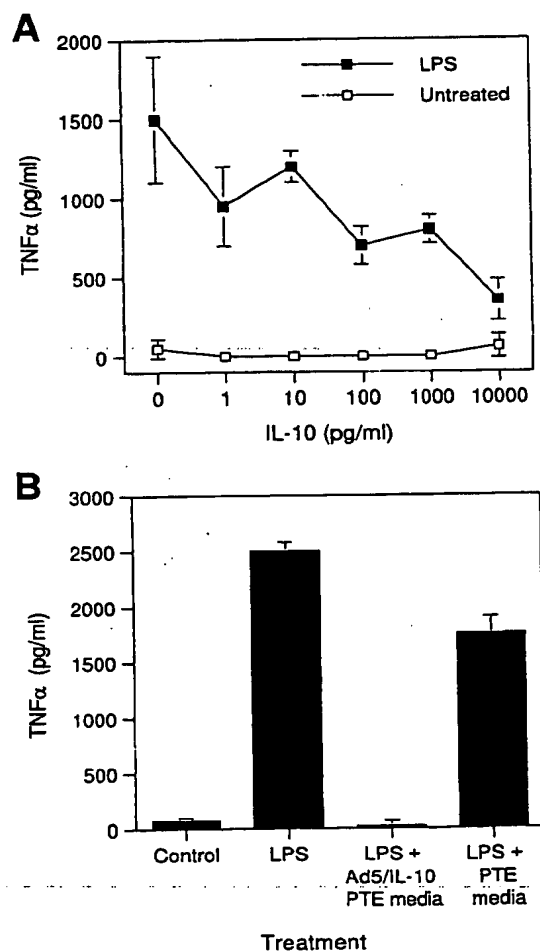 A
2000
1500
1000
500
0
TNFα (pg/ml)
LPS
Untreated
0 1 10 100 1000 10000
IL-10 (pg/ml)
B
3000
2500
2000
1500
1000
500
0
TNFα (pg/ml)
Control LPS LPS + LPS +
Ad5/IL-10 PTE
PTE media media
Treatment